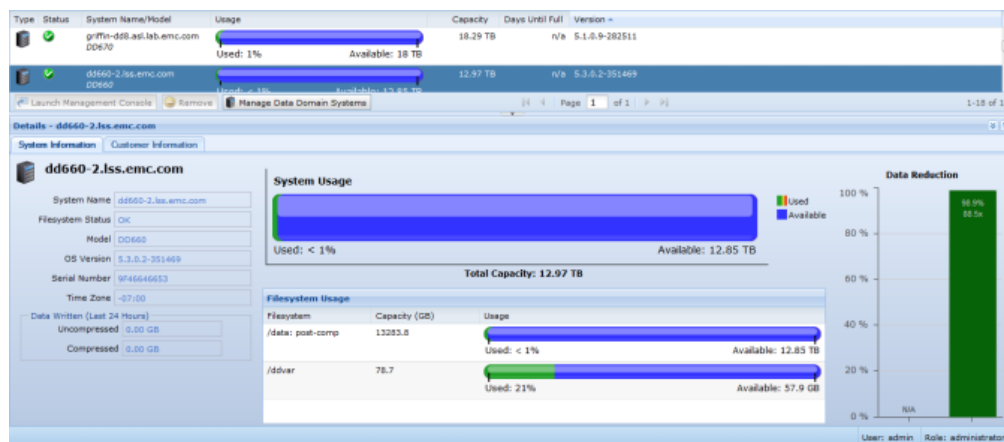 Type Status System Name/Model Usage Capacity Days Until Full Version
griffin-dd8.asl.lab.emc.com 18.29 TB n/a 5.1.0.9-282511
DD670
Used: 1% Available: 18 TB
dd660-2.lss.emc.com 12.97 TB n/a 5.3.0.2-351469
DD660
Used: < 1% Available: 12.85 TB
Launch Management Console Remove Manage Data Domain Systems Page 1 of 1 1-18 of 1
Details - dd660-2.lss.emc.com
System Information Customer Information
dd660-2.lss.emc.com
System Name dd660-2.lss.emc.com
Filesystem Status OK
Model DD660
OS Version 5.3.0.2-351469
Serial Number 9F46646653
Time Zone -07:00
Data Written (Last 24 Hours)
Uncompressed 0.00 GB
Compressed 0.00 GB
System Usage
Used
Available
Used: < 1% Available: 12.85 TB
Total Capacity: 12.97 TB
Filesystem Usage
Filesystem Capacity (GB) Usage
/data: post-comp 13283.8
Used: < 1% Available: 12.85 TB
/ddvar 78.7
Used: 21% Available: 57.9 GB
Data Reduction
100 %
98.9%
88.5x
80 %
60 %
40 %
20 %
N/A
0 %
User: admin Role: administrator